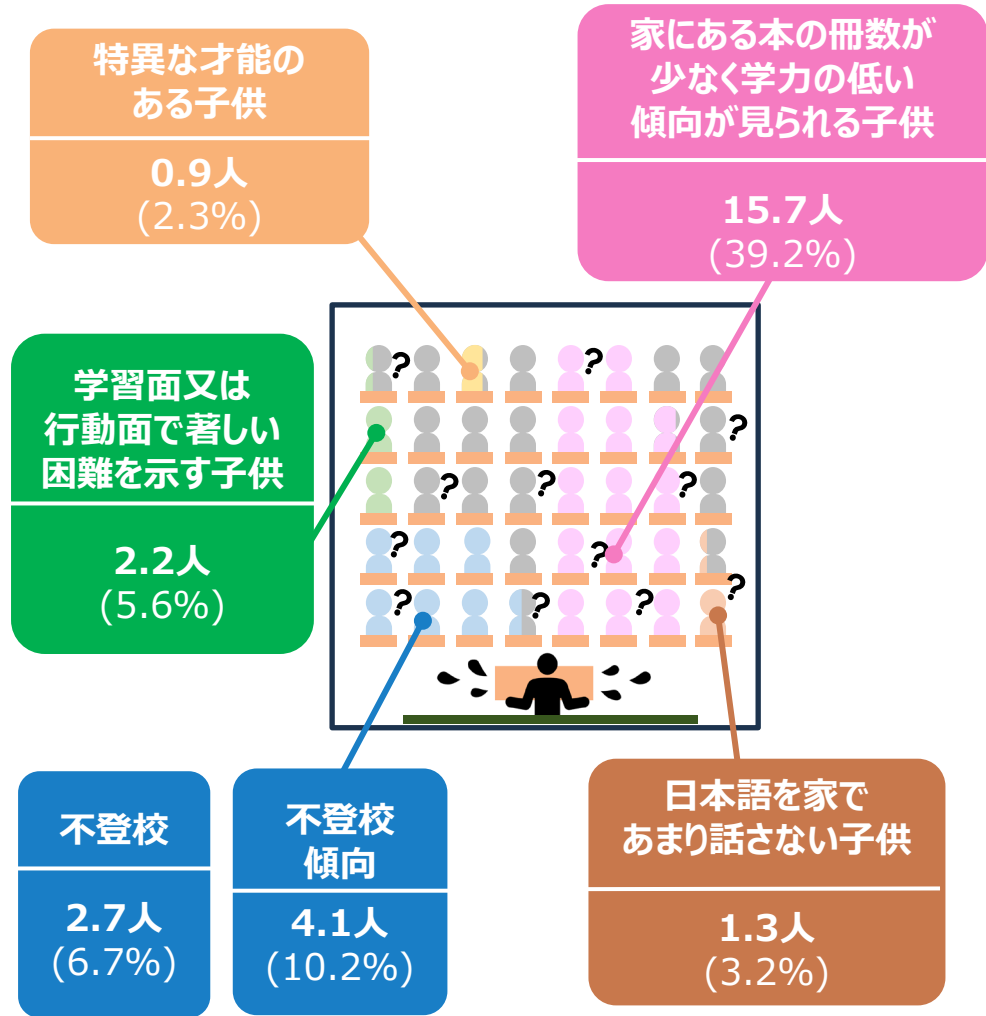 特異な才能の
ある子供
0.9人
(2.3%)
家にある本の冊数が
少なく学力の低い
傾向が見られる子供
15.7人
(39.2%)
学習面又は
行動面で著しい
困難を示す子供
2.2人
(5.6%)
?
?
?
?
?
?
?
?
?
?
?
?
?
不登校
2.7人
(6.7%)
不登校
傾向
4.1人
(10.2%)
日本語を家で
あまり話さない子供
1.3人
(3.2%)